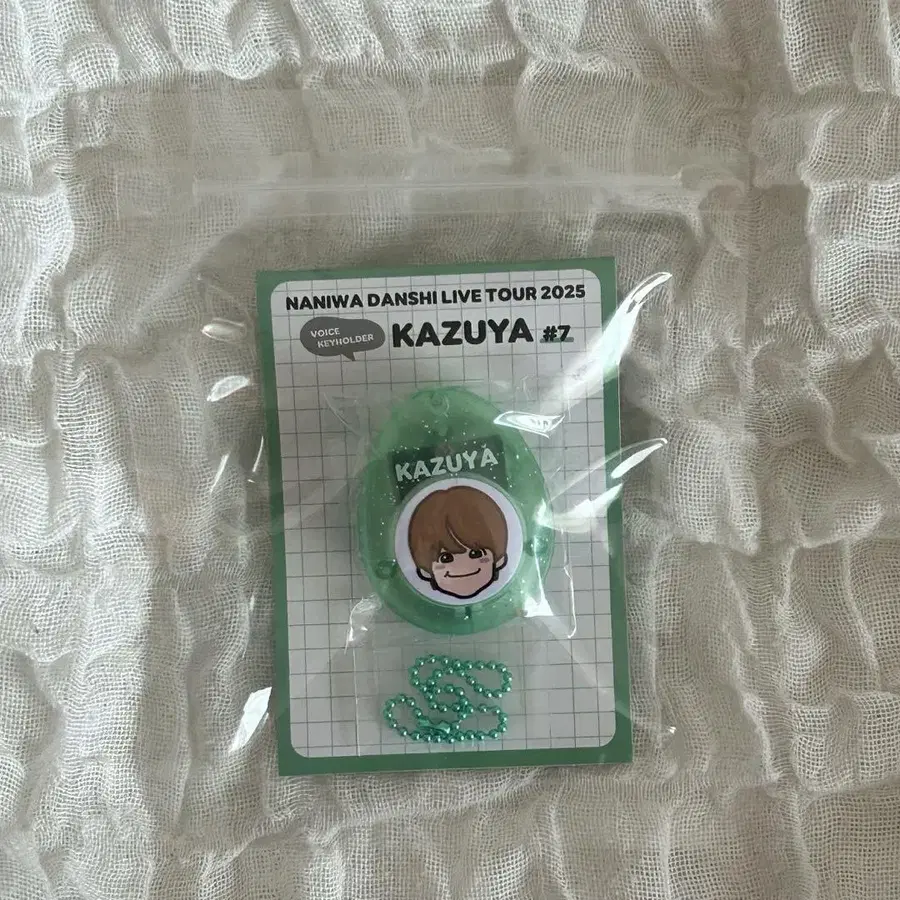 NANIWA DANSHI LIVE TOUR 2025
VOICE
KEYHOLDER
KAZUYA #7
KAZUYA